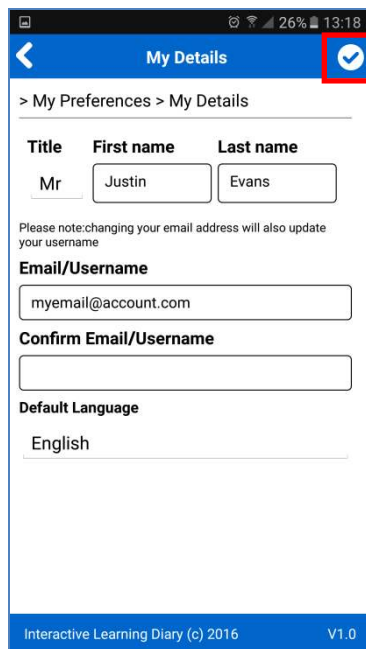 26% 13:18
My Details
> My Preferences > My Details
Title First name Last name
Mr Justin Evans
Please note:changing your email address will also update
your username
Email/Username
myemail@account.com
Confirm Email/Username
Default Language
English
Interactive Learning Diary (c) 2016 V1.0